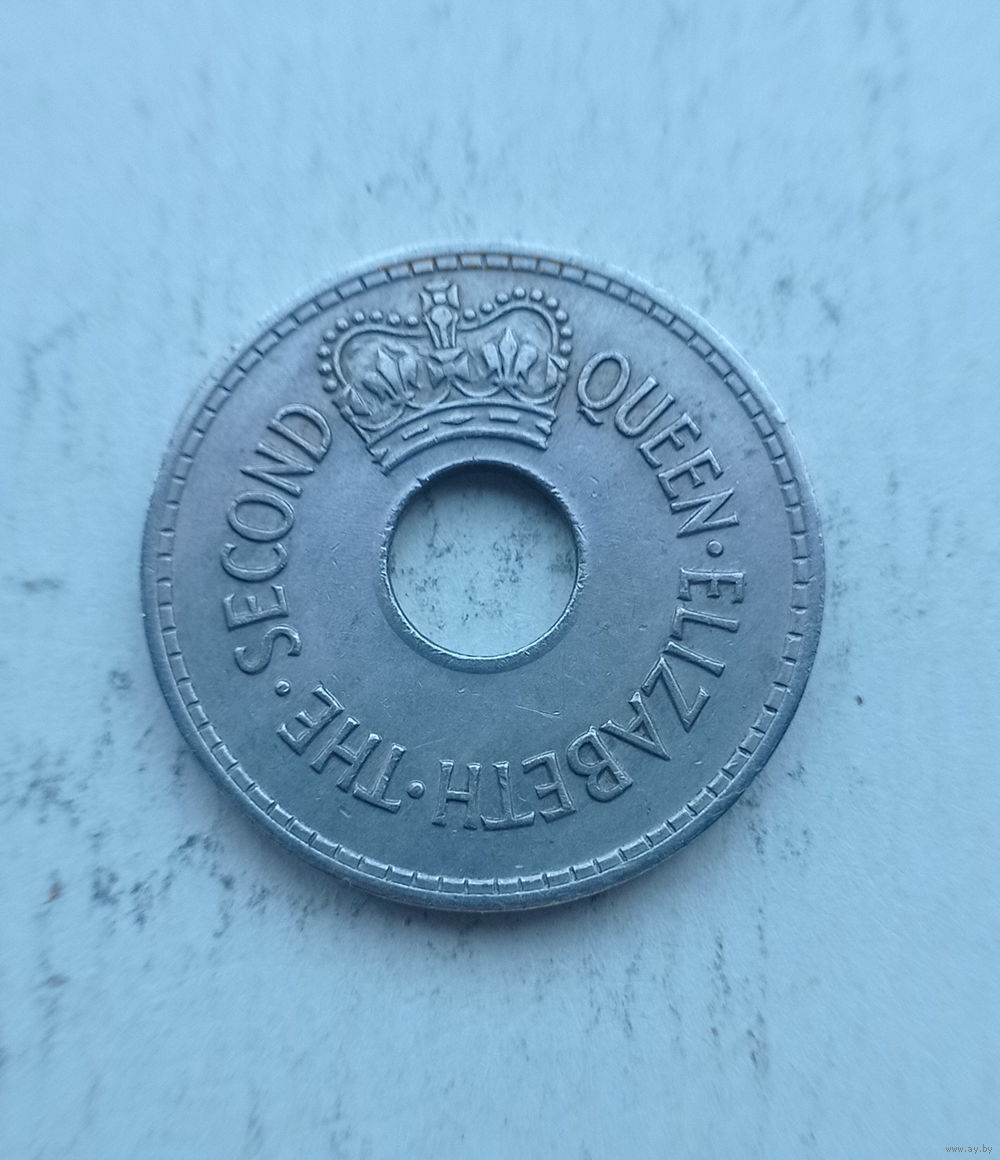 QUEEN · ELIZABETH · THE · SECOND
www.ay.by